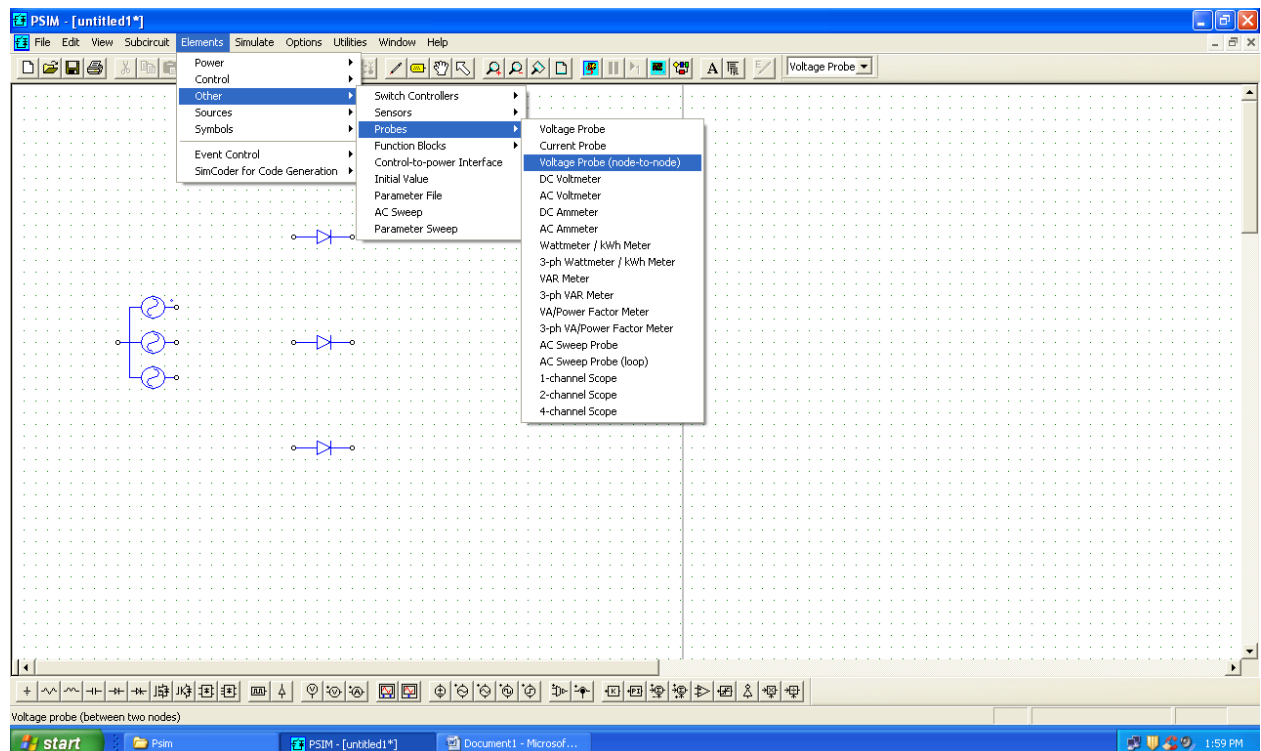 PSIM - [untitled1*]
File Edit View Subcircuit Elements Simulate Options Utilities Window Help
Voltage Probe
Power
Control
Other
Sources
Symbols
Event Control
SimCoder for Code Generation
Switch Controllers
Sensors
Probes
Function Blocks
Control-to-power Interface
Initial Value
Parameter File
AC Sweep
Parameter Sweep
Voltage Probe
Current Probe
Voltage Probe (node-to-node)
DC Voltmeter
AC Voltmeter
DC Ammeter
AC Ammeter
Wattmeter / kWh Meter
3-ph Wattmeter / kWh Meter
VAR Meter
3-ph VAR Meter
VA/Power Factor Meter
3-ph VA/Power Factor Meter
AC Sweep Probe
AC Sweep Probe (loop)
1-channel Scope
2-channel Scope
4-channel Scope
Voltage probe (between two nodes)
start Psim PSIM - [untitled1*] Document1 - Microsof... 1:59 PM